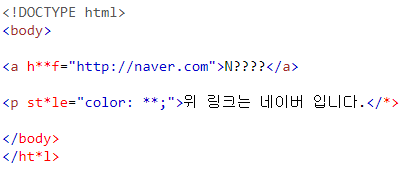 <!DOCTYPE html>
<body>
<a h**f="http://naver.com">N????</a>
<p st*le="color: **;">위 링크는 네이버 입니다.</*>
</body>
</ht*l>